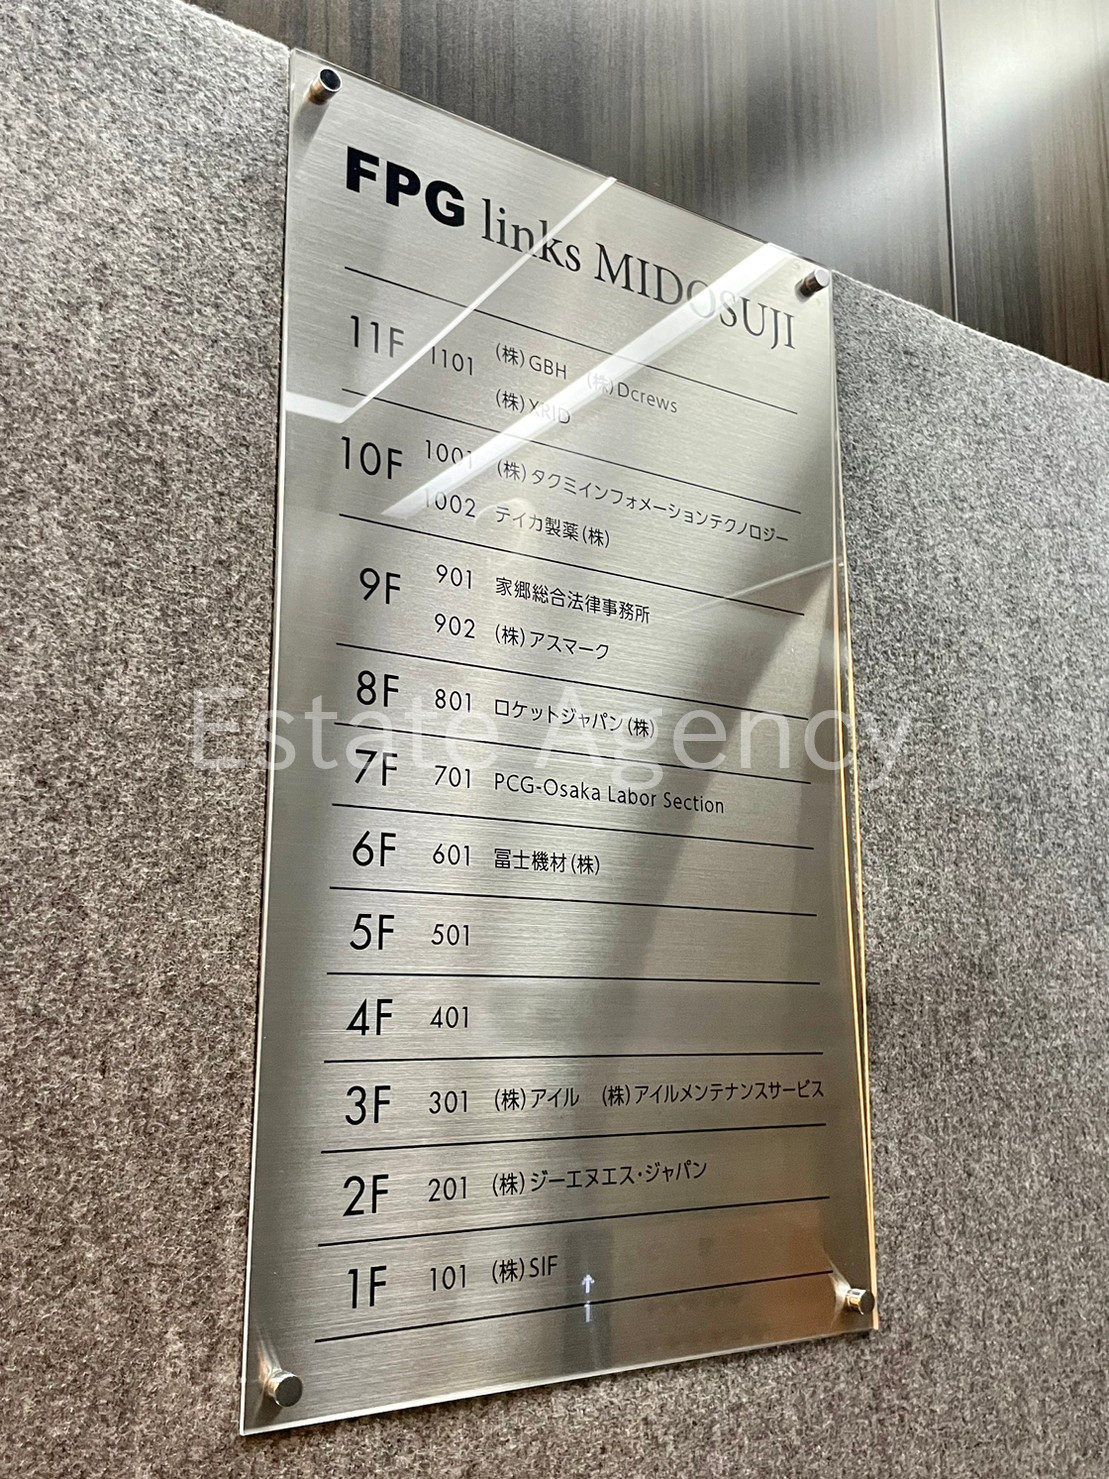 FPG links MIDOSUJI
11F 1101 (株)GBH (株)Dcrews
(株)XRID
10F 1001 (株)タクミインフォメーションテクノロジー
1002 テイカ製薬(株)
9F 901 家郷総合法律事務所
902 (株)アスマーク
8F 801 ロケットジャパン(株)
Estate Agency
7F 701 PCG-Osaka Labor Section
6F 601 冨士機材(株)
5F 501
4F 401
3F 301 (株)アイル (株)アイルメンテナンスサービス
2F 201 (株)ジーエヌエス・ジャパン
1F 101 (株)SIF